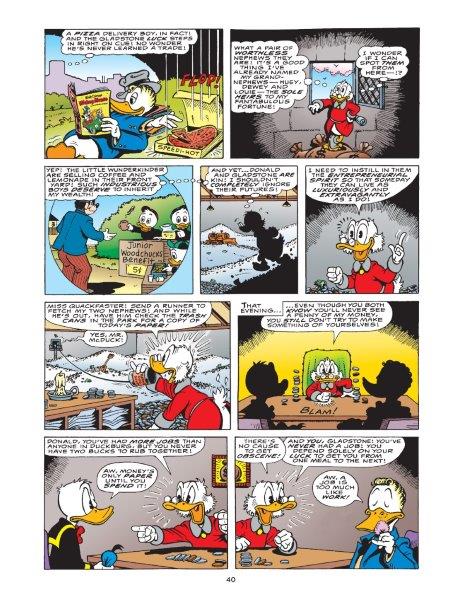 A PIZZA DELIVERY BOY, IN FACT!
AND THE GLADSTONE LUCK STEPS
IN RIGHT ON CUE! NO WONDER
HE'S NEVER LEARNED A TRADE!
FLOP!
SPEEDI-HOT
WHAT A PAIR OF
WORTHLESS
NEPHEWS THEY
ARE! IT'S A GOOD
THING I'VE
ALREADY NAMED
MY GRAND-
NEPHEWS — HUEY,
DEWEY AND
LOUIE — THE SOLE
HEIRS TO MY
FANTABULOUS
FORTUNE!
I WONDER
IF I CAN
SPOT THEM
FROM
HERE—!?
YEP! THE LITTLE WUNDERKINDER
ARE SELLING COFFEE AND
LEMONADE IN THEIR FRONT
YARD! SUCH INDUSTRIOUS
BOYS DESERVE TO INHERIT
MY WEALTH!
Junior
Woodchucks
Benefit
5¢
AND YET...DONALD
AND GLADSTONE ARE
KIN! I SHOULDN'T
COMPLETELY IGNORE
THEIR FUTURES!
I NEED TO INSTILL IN THEM
THE ENTREPRENEURIAL
SPIRIT SO THAT SOMEDAY
THEY CAN LIVE AS
LUXURIOUSLY AND
EXTRAVAGANTLY
AS I DO!
MISS QUACKFASTER! SEND A RUNNER TO
FETCH MY TWO NEPHEWS! AND WHILE
HE'S OUT, HAVE HIM CHECK THE TRASH
CANS IN THE PARK FOR A COPY OF
TODAY'S PAPER!
YES, MR.
McDUCK!
THAT
EVENING...
...EVEN THOUGH YOU BOTH
KNOW YOU'LL NEVER SEE
A PENNY OF MY MONEY,
YOU STILL DON'T TRY TO MAKE
SOMETHING OF YOURSELVES!
BLAM!
DONALD, YOU'VE HAD MORE JOBS THAN
ANYONE IN DUCKBURG, BUT YOU NEVER
HAVE TWO BUCKS TO RUB TOGETHER!
AW, MONEY'S
ONLY PAPER
UNTIL YOU
SPEND IT!
THERE'S
NO CAUSE
TO GET
OBSCENE!
AND YOU, GLADSTONE! YOU'VE
NEVER HAD A JOB! YOU
DEPEND SOLELY ON YOUR
LUCK TO GET YOU FROM
ONE MEAL TO THE NEXT!
AW, A
JOB IS
TOO MUCH
LIKE
WORK!
40